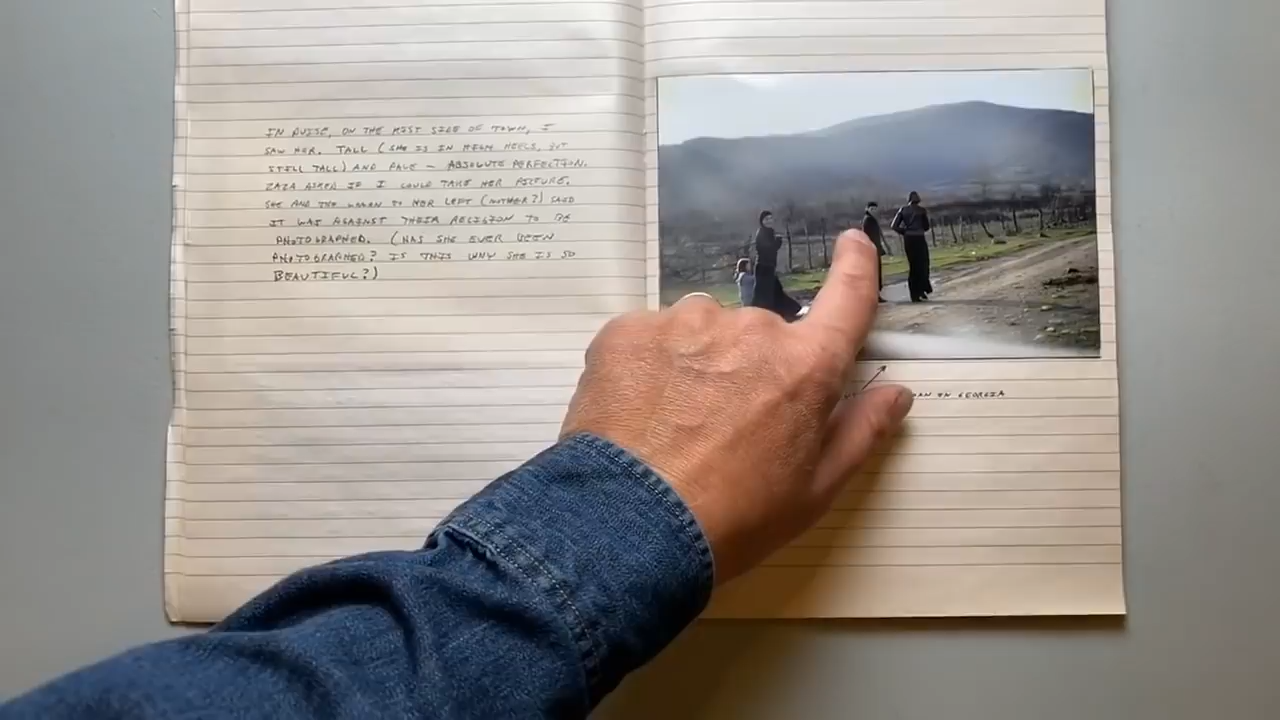 IN DUISI, ON THE WEST SIDE OF TOWN, I
SAW HER. TALL (SHE IS IN HIGH HEELS, BUT
STILL TALL) AND PALE – ABSOLUTE PERFECTION.
ZAZA ASKED IF I COULD TAKE HER PICTURE.
SHE AND THE WOMAN TO HER LEFT (MOTHER?) SAID
IT WAS AGAINST THEIR RELIGION TO BE
PHOTOGRAPHED. (HAS SHE EVER BEEN
PHOTOGRAPHED? IS THIS WHY SHE IS SO
BEAUTIFUL?)
IN GEORGIA